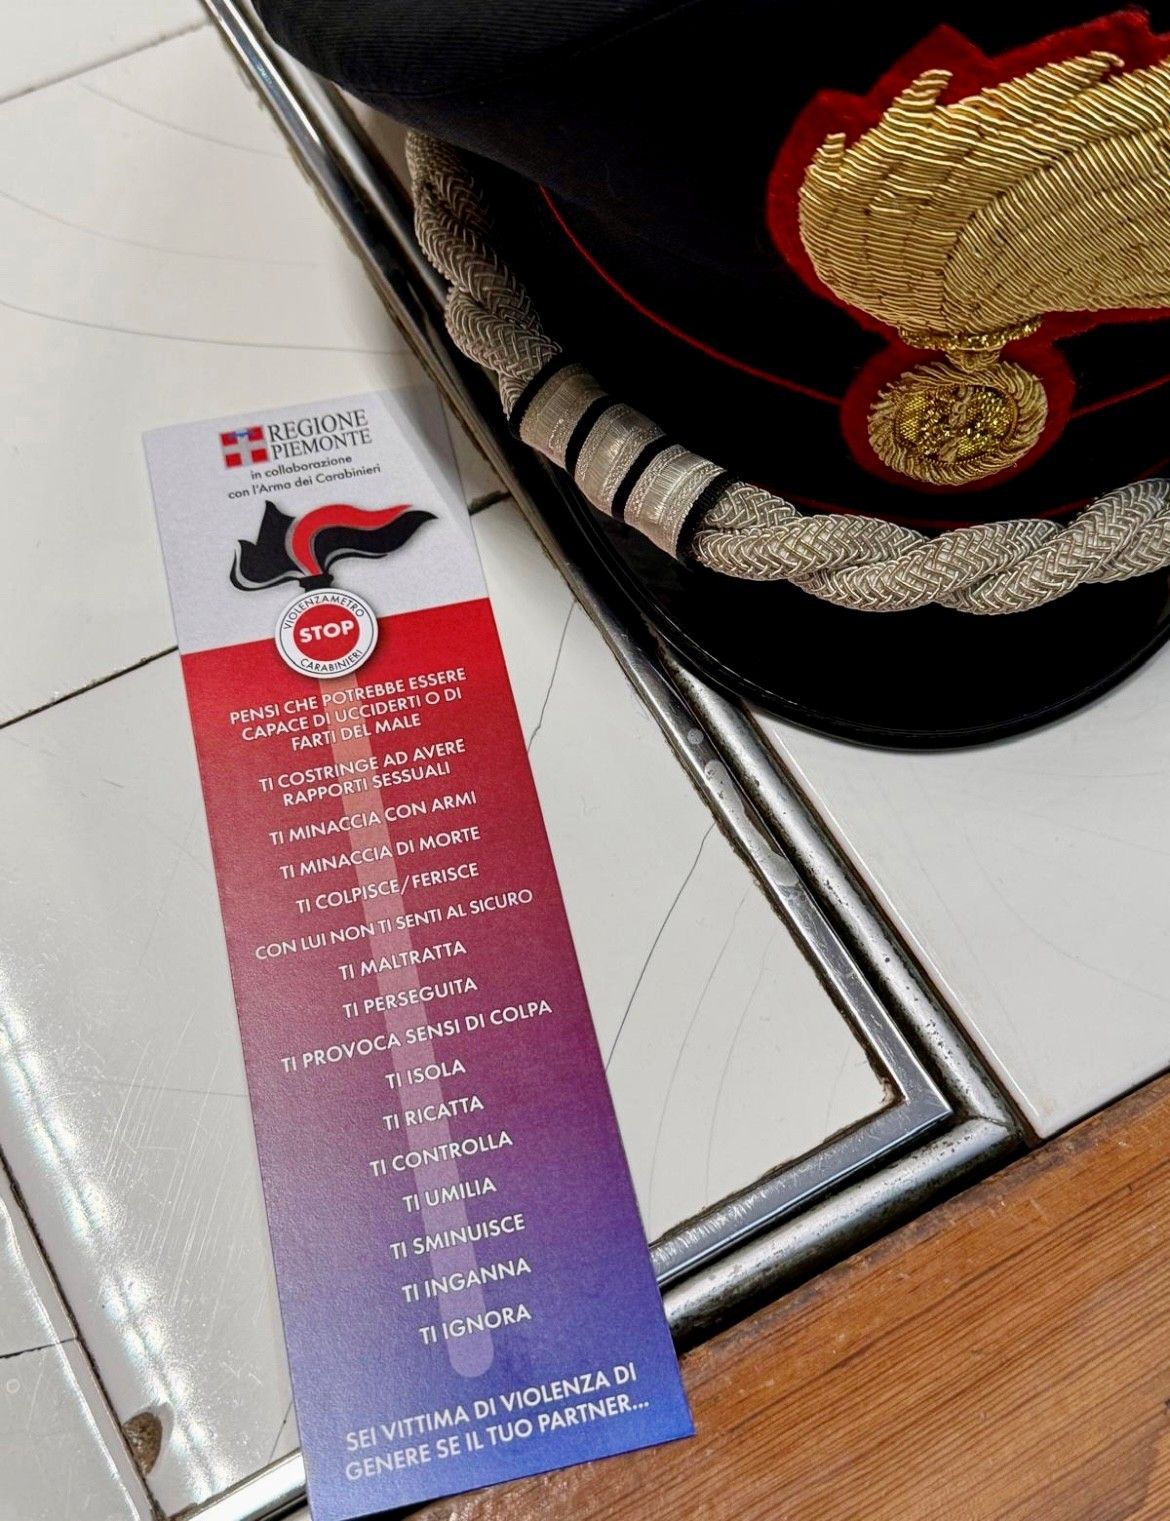 REGIONE
PIEMONTE
in collaborazione
con l'Arma dei Carabinieri
VIOLENZAMETRO
STOP
CARABINIERI
PENSI CHE POTREBBE ESSERE
CAPACE DI UCCIDERTI O DI
FARTI DEL MALE
TI COSTRINGE AD AVERE
RAPPORTI SESSUALI
TI MINACCIA CON ARMI
TI MINACCIA DI MORTE
TI COLPISCE/FERISCE
CON LUI NON TI SENTI AL SICURO
TI MALTRATTA
TI PERSEGUITA
TI PROVOCA SENSI DI COLPA
TI ISOLA
TI RICATTA
TI CONTROLLA
TI UMILIA
TI SMINUISCE
TI INGANNA
TI IGNORA
SEI VITTIMA DI VIOLENZA DI
GENERE SE IL TUO PARTNER...